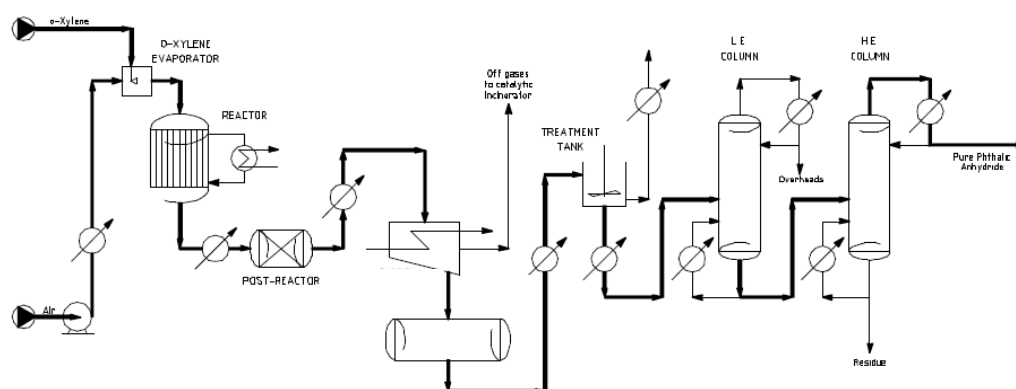 o-Xylene
O-XYLENE
EVAPORATOR
REACTOR
Air
POST-REACTOR
Off gases
to catalytic
incinerator
TREATMENT
TANK
L E
COLUMN
Overheads
HE
COLUMN
Pure Phthalic
Anhydride
Residue